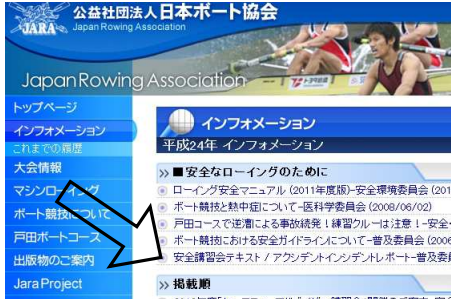 公益社団法人日本ボート協会
JARA
Japan Rowing Association
Japan Rowing Association
トップページ
インフォメーション
これまでの履歴
大会情報
マシンローイング
ボート競技について
戸田ボートコース
出版物のご案内
Jara Project
インフォメーション
平成24年 インフォメーション
>> ■安全なローイングのために
ローイング安全マニュアル (2011年度版)-安全環境委員会 (201
ボート競技と熱中症について-医科学委員会 (2008/06/02)
戸田コースで逆漕による事故続発！練習クルーは注意！-安全
ボート競技における安全ガイドラインについて-普及委員会 (2006
安全講習会テキスト / アクシデントインシデントレポート-普及委員
>> 掲載順